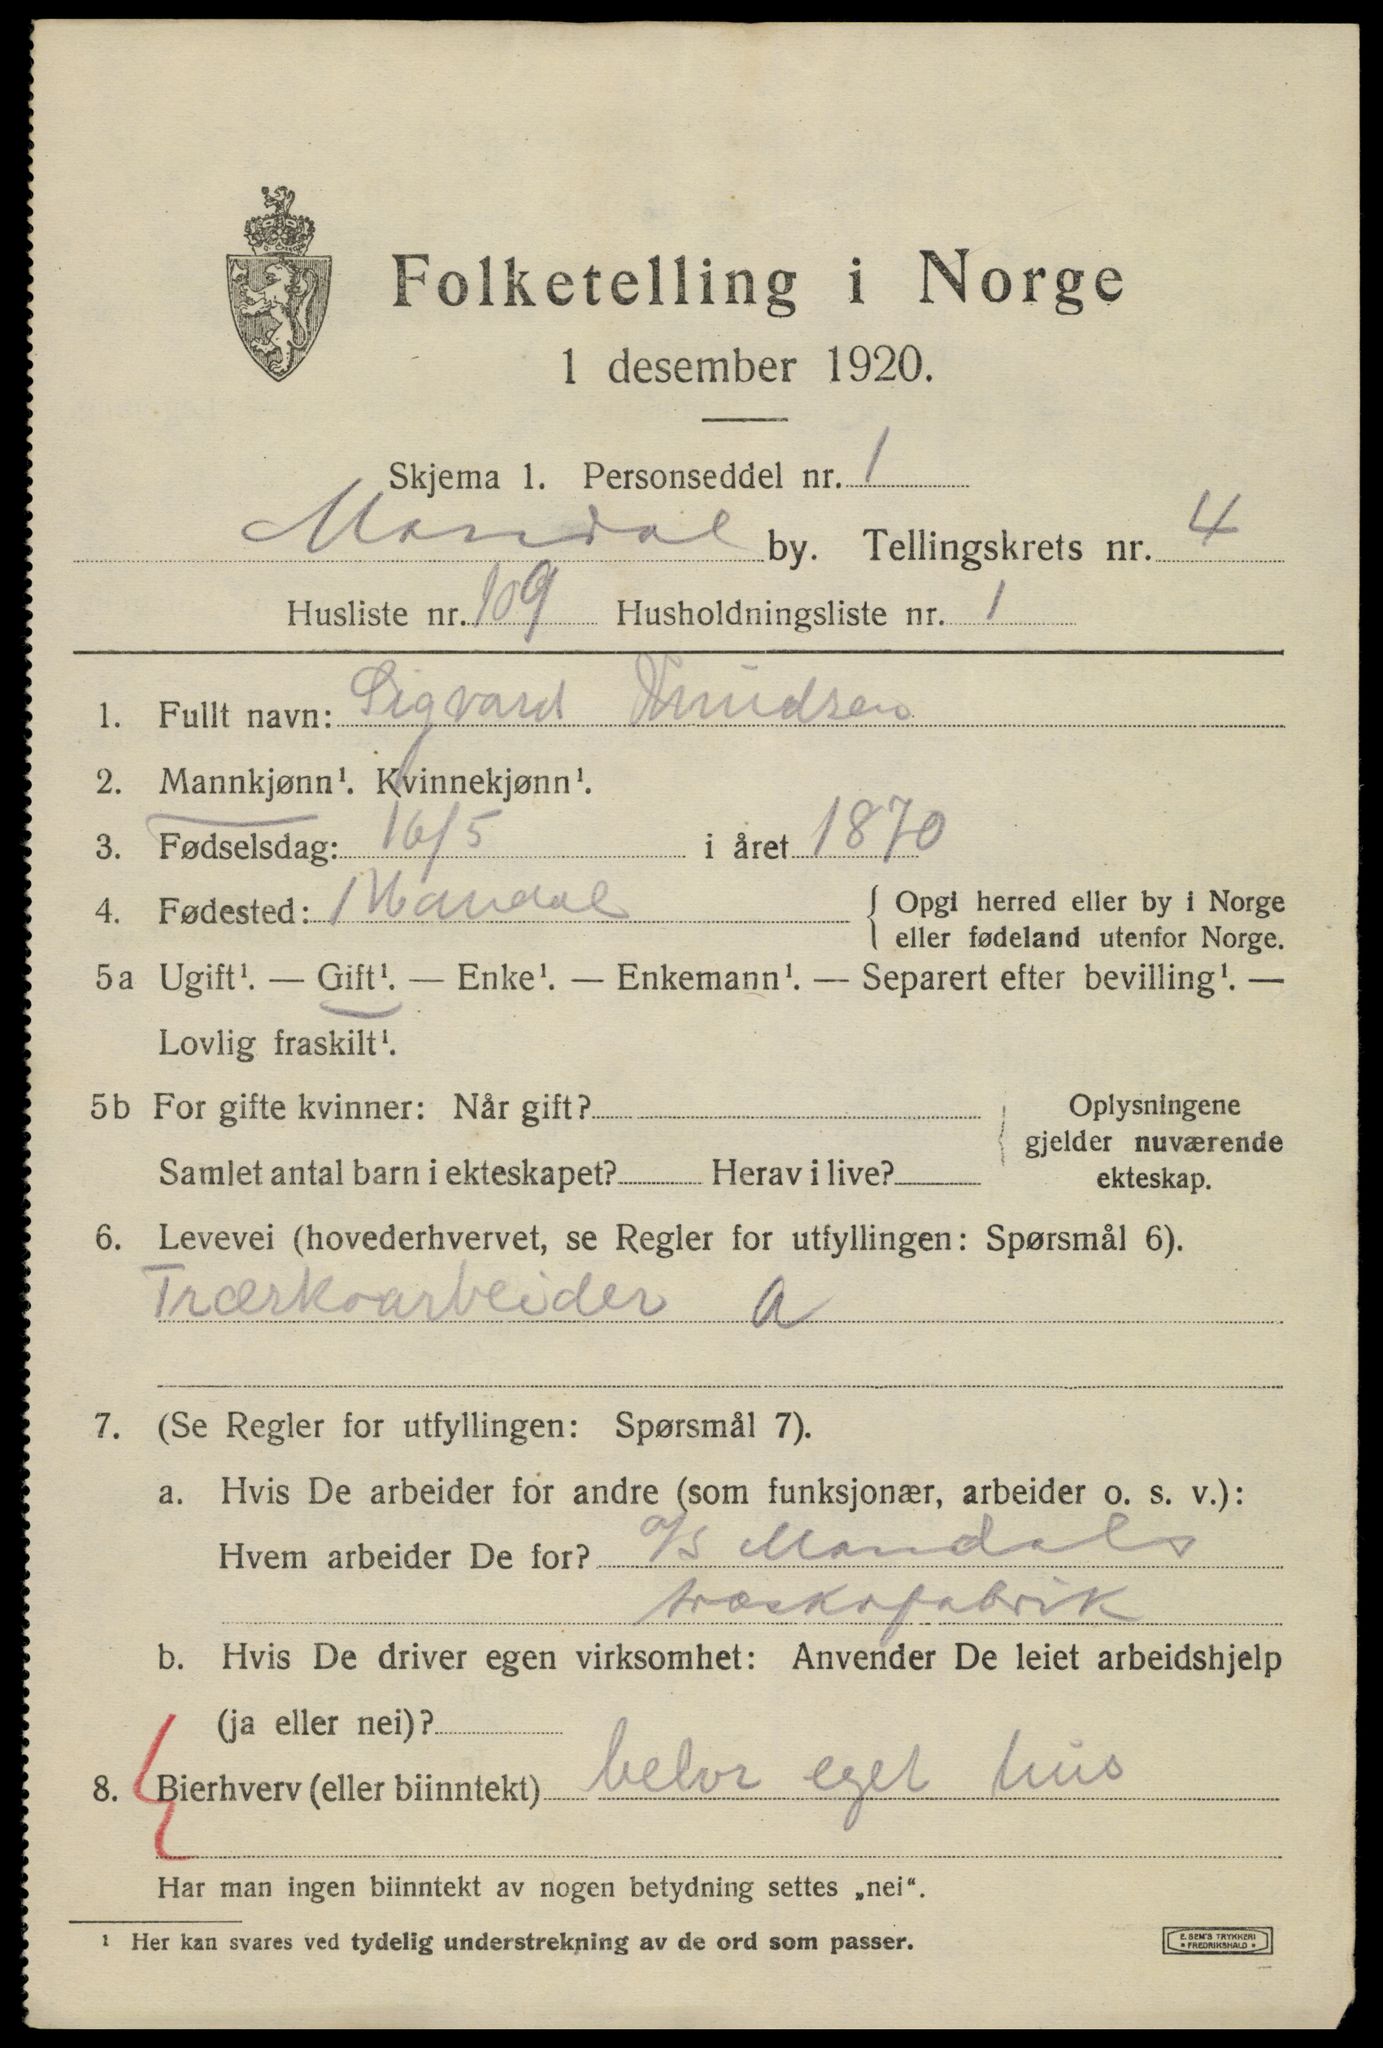 Folketelling i Norge
1 desember 1920.
Skjema 1. Personseddel nr. 1
Mandal by. Tellingskrets nr. 4
Husliste nr. 109 Husholdningsliste nr. 1
1. Fullt navn: Sigvard Knudsen
2. Mannkjønn¹. Kvinnekjønn¹.
3. Fødselsdag: 16/5 i året 1870
4. Fødested: Mandal { Opgi herred eller by i Norge
eller fødeland utenfor Norge.
5a Ugift¹. — Gift¹. — Enke¹. — Enkemann¹. — Separert efter bevilling¹. —
Lovlig fraskilt¹.
5b For gifte kvinner: Når gift? { Oplysningene
gjelder nuværende
Samlet antal barn i ekteskapet? Herav i live? ekteskap.
6. Levevei (hovederhvervet, se Regler for utfyllingen: Spørsmål 6).
Træskoarbeider a
7. (Se Regler for utfyllingen: Spørsmål 7).
a. Hvis De arbeider for andre (som funksjonær, arbeider o. s. v.):
Hvem arbeider De for? a/s Mandals
træskofabrik
b. Hvis De driver egen virksomhet: Anvender De leiet arbeidshjelp
(ja eller nei)?
8. Bierhverv (eller biinntekt) bebor eget hus
Har man ingen biinntekt av nogen betydning settes „nei“.
¹ Her kan svares ved tydelig understrekning av de ord som passer.
E. SEM'S TRYKKERI
* FREDRIKSHALD *